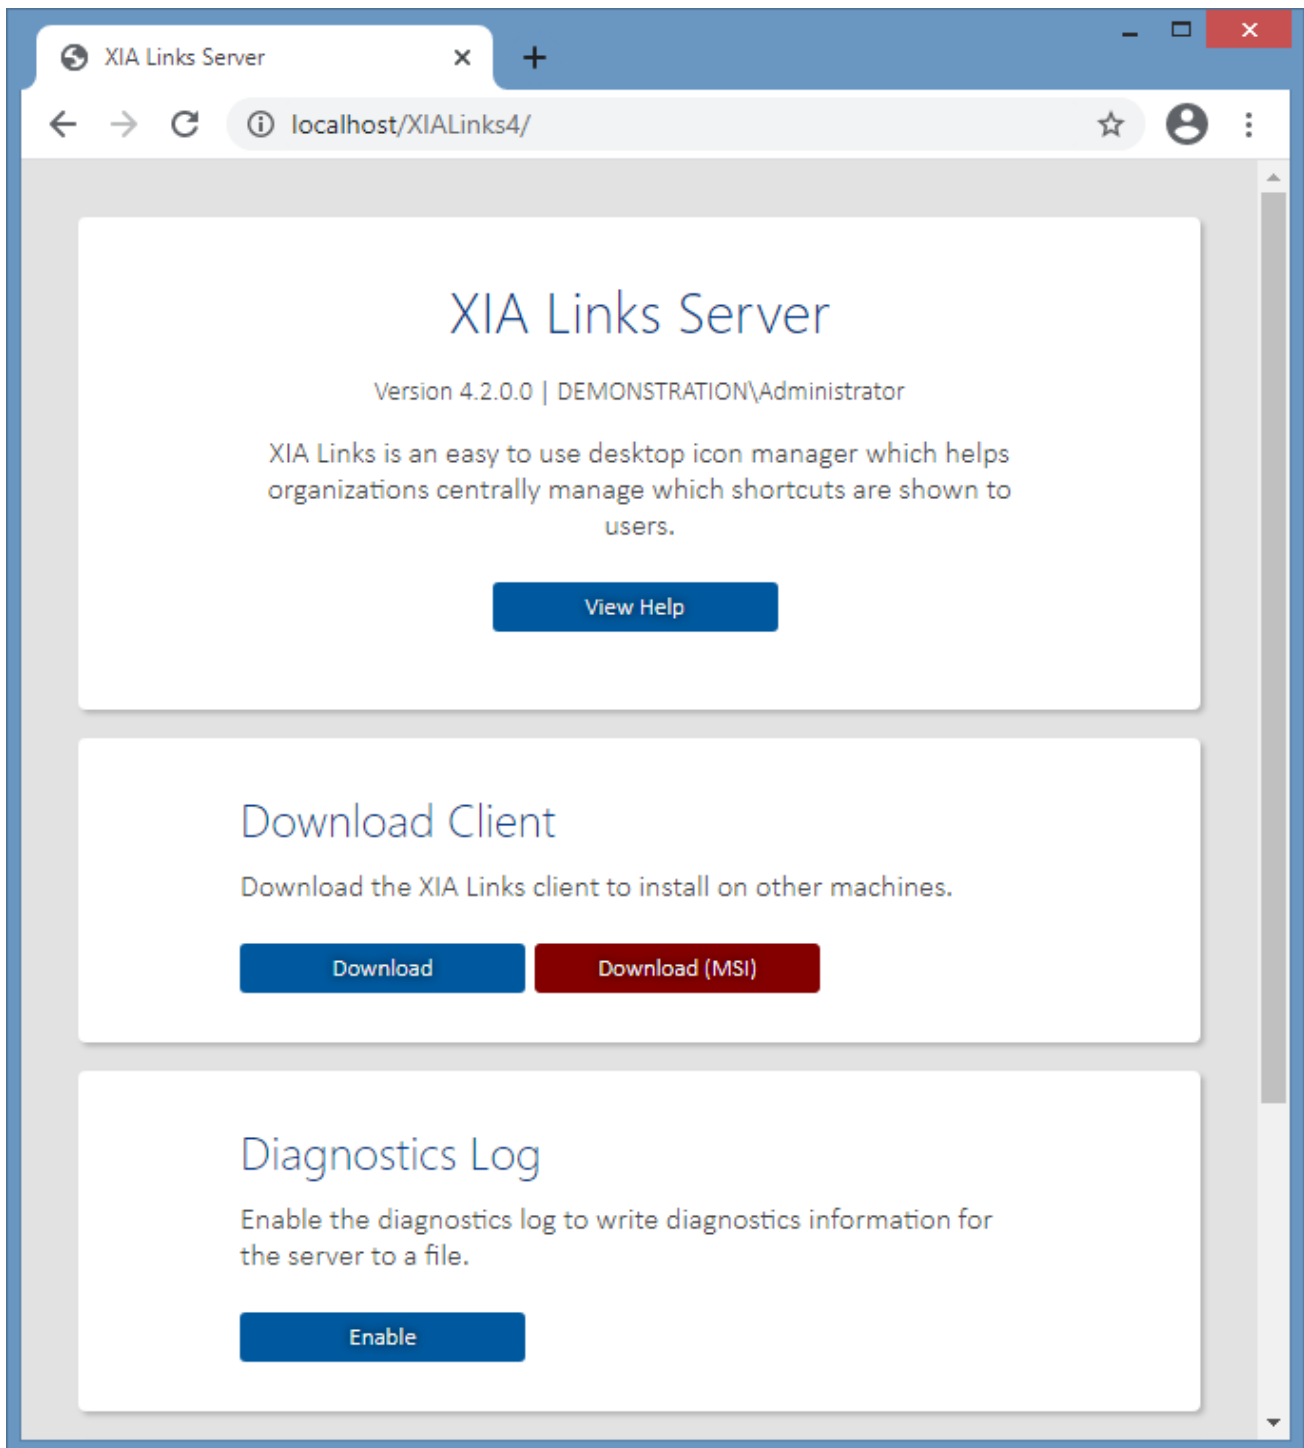 XIA Links Server
localhost/XIALinks4/
XIA Links Server
Version 4.2.0.0 | DEMONSTRATION\Administrator
XIA Links is an easy to use desktop icon manager which helps
organizations centrally manage which shortcuts are shown to
users.
View Help
Download Client
Download the XIA Links client to install on other machines.
Download
Download (MSI)
Diagnostics Log
Enable the diagnostics log to write diagnostics information for
the server to a file.
Enable